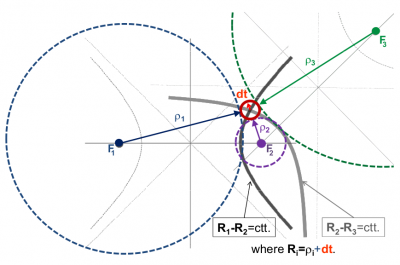 F₃
ρ₃
dt
ρ₁
ρ₂
F₁
F₂
R₁-R₂=ctt.
R₂-R₃=ctt.
where Rᵢ=ρᵢ+dt.